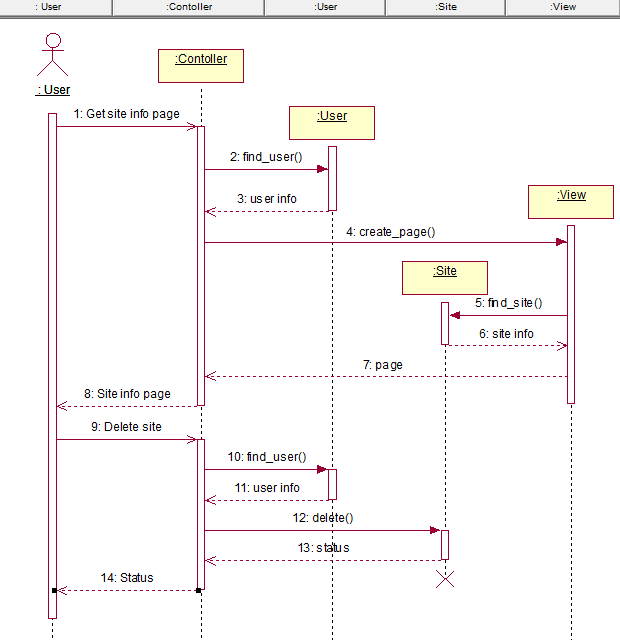 : User
:Contoller
:User
:Site
:View
:Contoller
: User
1: Get site info page
:User
2: find_user()
3: user info
:View
4: create_page()
:Site
5: find_site()
6: site info
7: page
8: Site info page
9: Delete site
10: find_user()
11: user info
12: delete()
13: status
14: Status